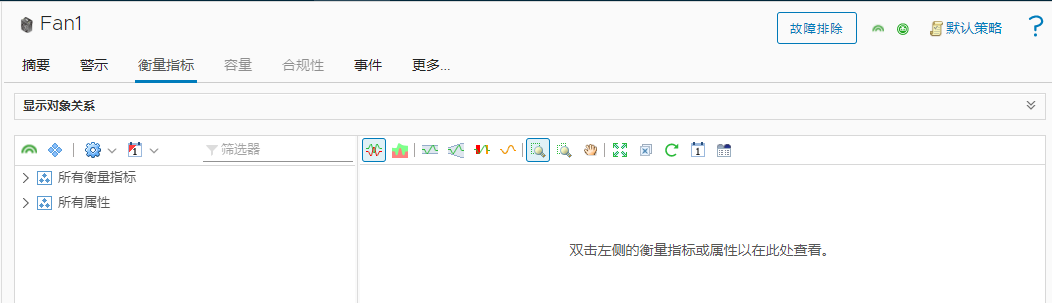 Fan1
故障排除
默认策略
?
摘要
警示
衡量指标
容量
合规性
事件
更多...
显示对象关系
筛选器
所有衡量指标
所有属性
双击左侧的衡量指标或属性以在此处查看。